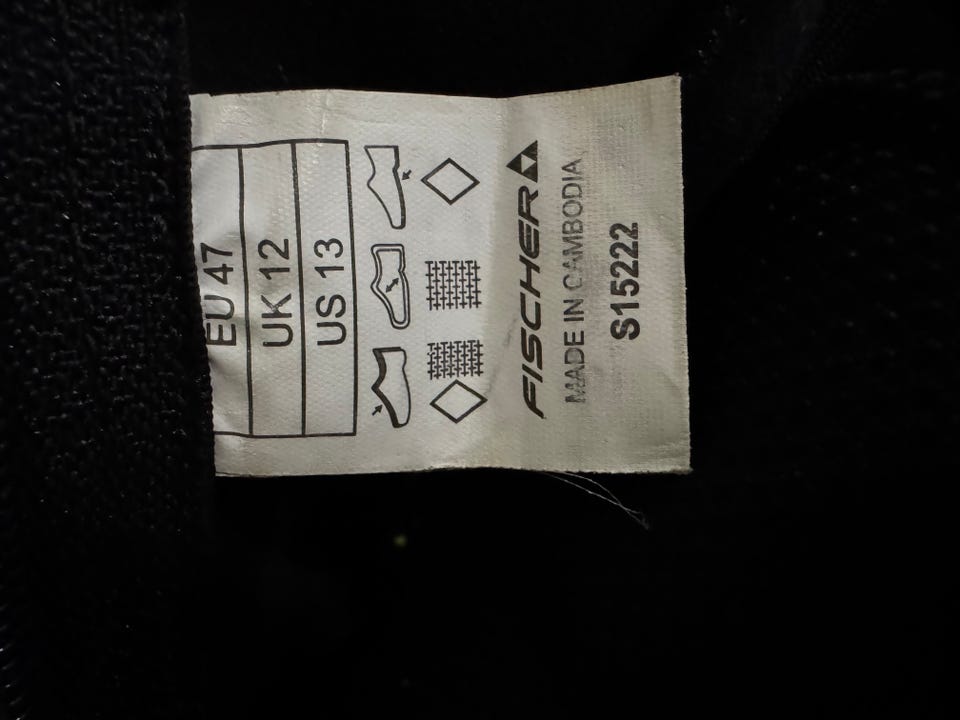 EU 47
UK 12
US 13
FISCHER
MADE IN CAMBODIA
S15222